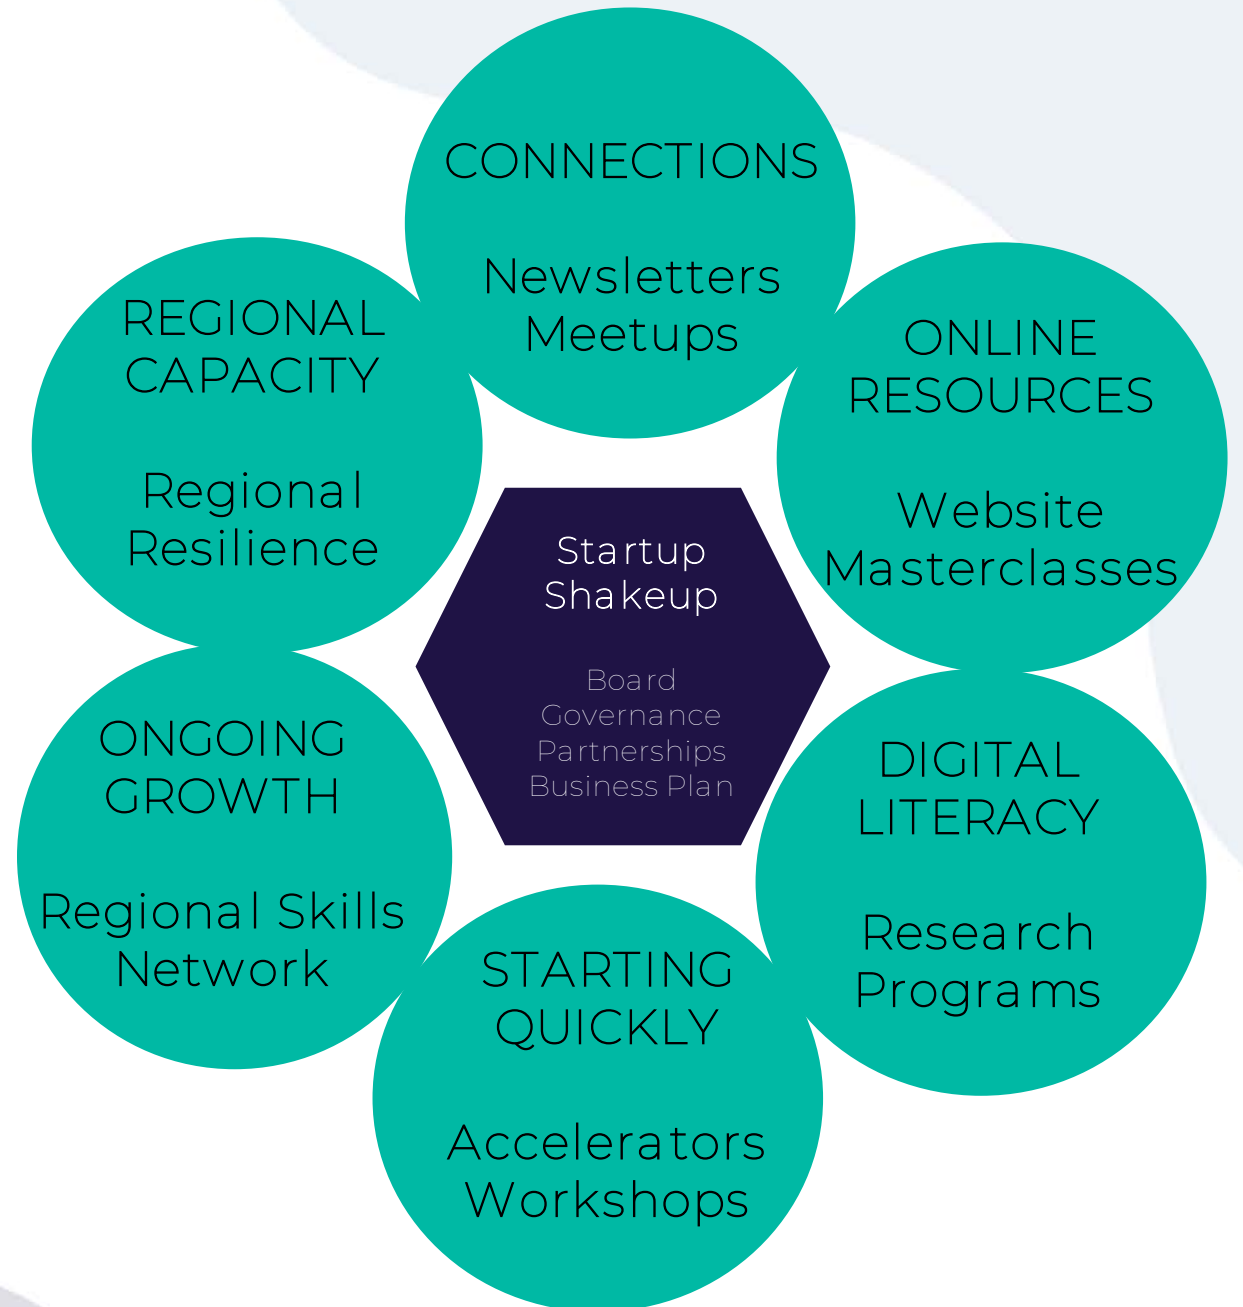 CONNECTIONS
Newsletters
Meetups
REGIONAL
CAPACITY
Regional
Resilience
ONLINE
RESOURCES
Website
Masterclasses
Startup
Shakeup
Board
Governance
Partnerships
Business Plan
ONGOING
GROWTH
Regional Skills
Network
DIGITAL
LITERACY
Research
Programs
STARTING
QUICKLY
Accelerators
Workshops